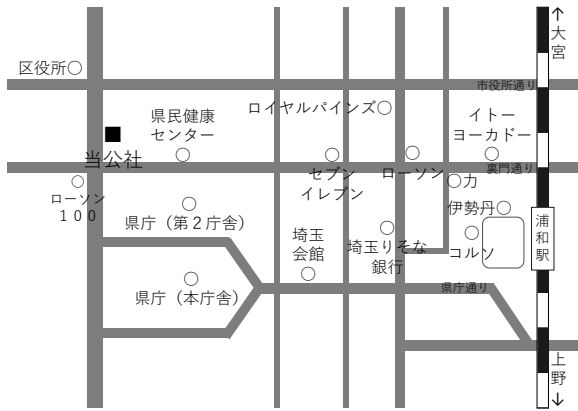 ↑
大
宮
区役所○
市役所通り
ロイヤルパインズ○
県民健康
センター
イトー
ヨーカドー
当公社
セブン
イレブン
ローソン
裏門通り
○力
ローソン
１００
伊勢丹○
県庁（第２庁舎）
埼玉
会館
埼玉りそな
銀行
コルソ
浦
和
駅
県庁（本庁舎）
県庁通り
上
野
↓